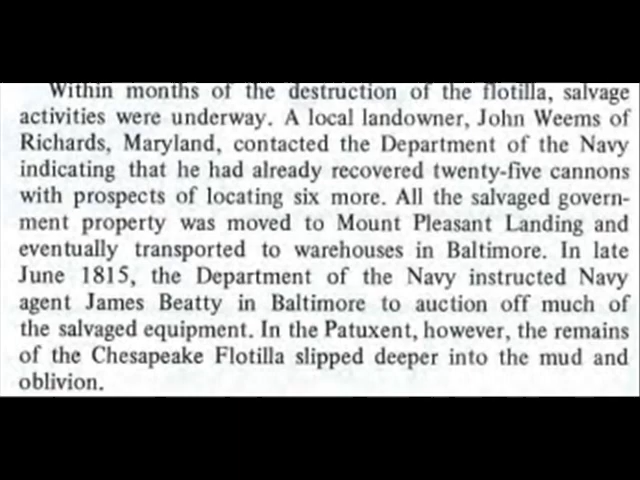 Within months of the destruction of the flotilla, salvage
activities were underway. A local landowner, John Weems of
Richards, Maryland, contacted the Department of the Navy
indicating that he had already recovered twenty-five cannons
with prospects of locating six more. All the salvaged govern-
ment property was moved to Mount Pleasant Landing and
eventually transported to warehouses in Baltimore. In late
June 1815, the Department of the Navy instructed Navy
agent James Beatty in Baltimore to auction off much of
the salvaged equipment. In the Patuxent, however, the remains
of the Chesapeake Flotilla slipped deeper into the mud and
oblivion.